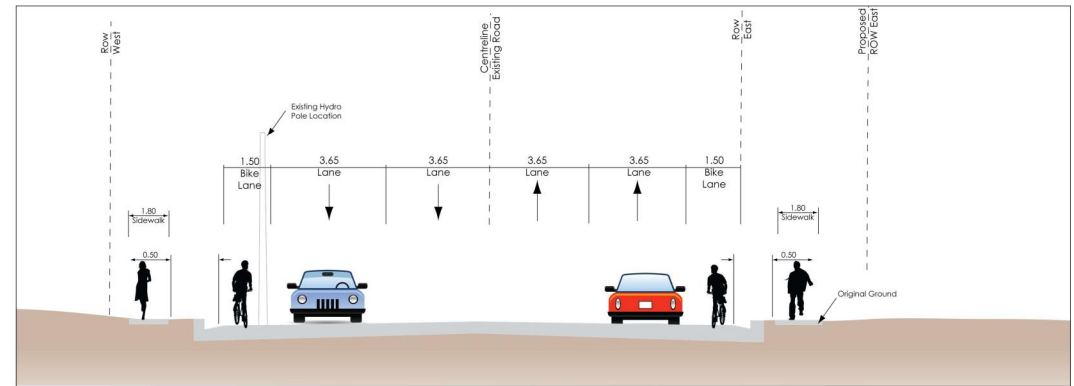 Row
West
Centreline
Existing Road
Row
East
Proposed
ROW East
Existing Hydro
Pole Location
1.50
Bike
Lane
3.65
Lane
3.65
Lane
3.65
Lane
3.65
Lane
1.50
Bike
Lane
1.80
Sidewalk
1.80
Sidewalk
0.50
0.50
Original Ground